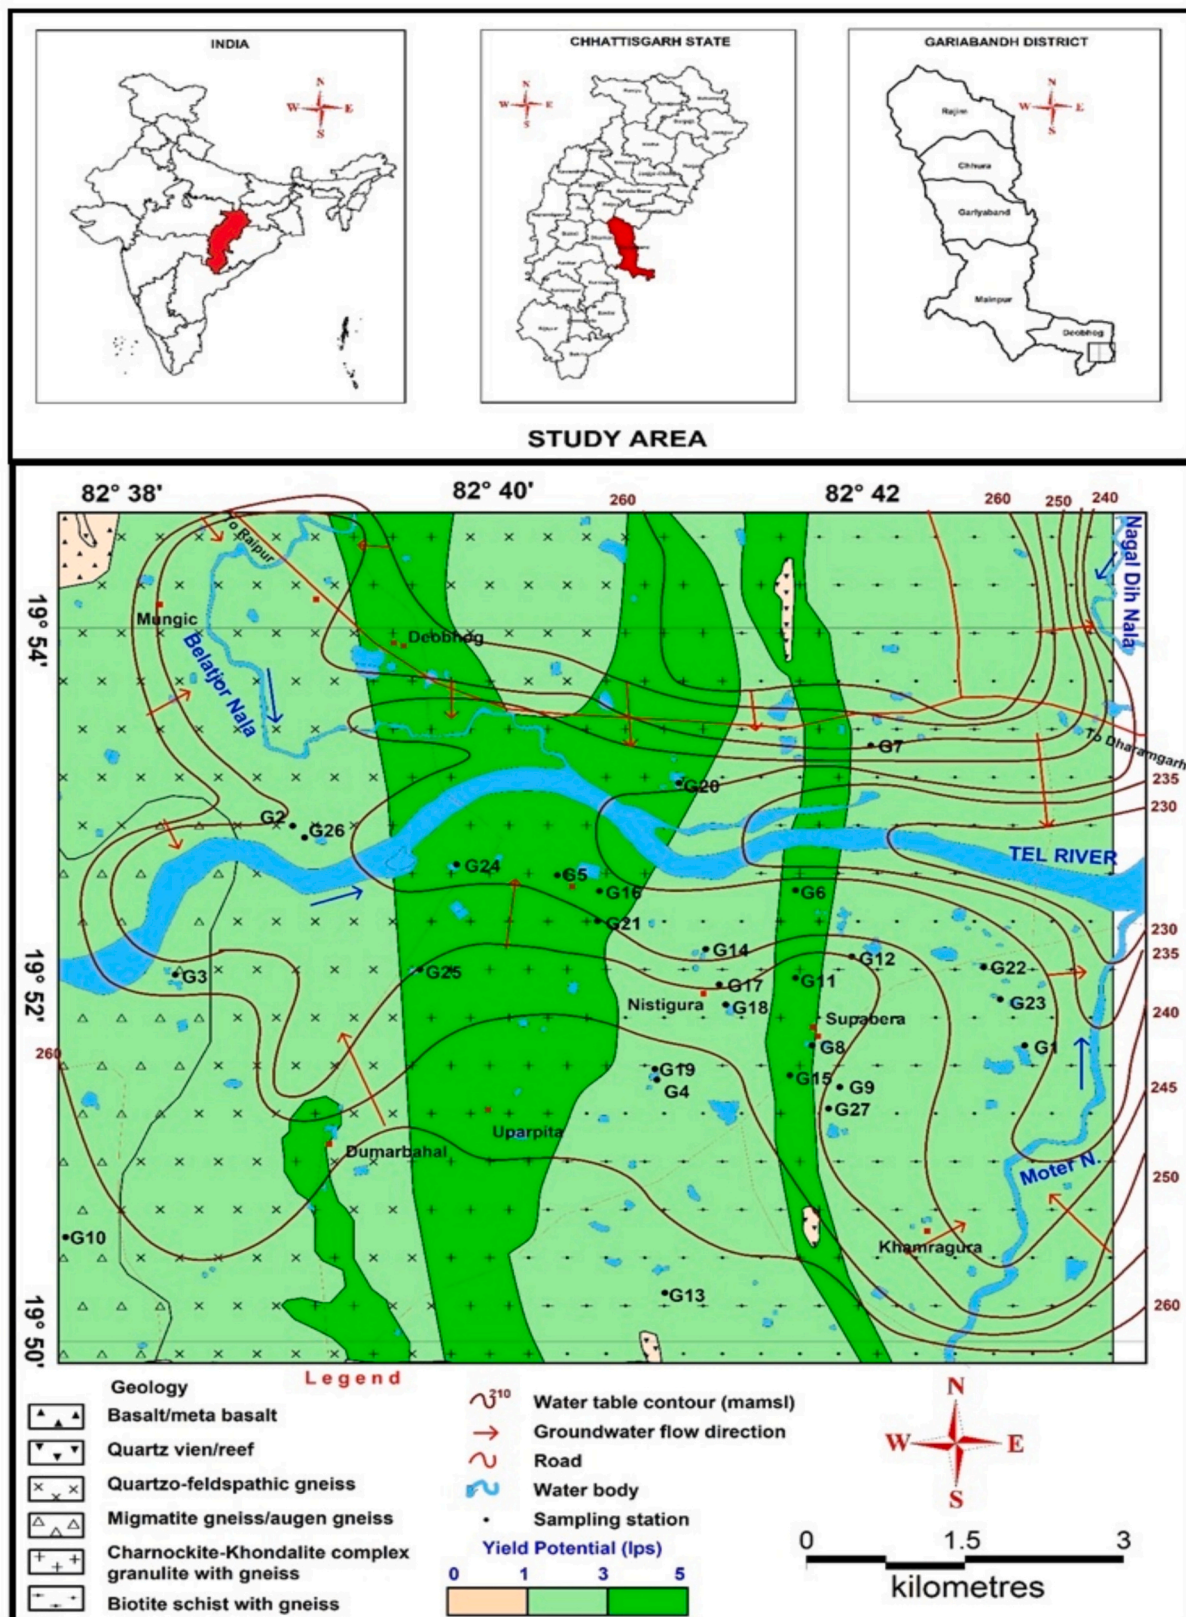 INDIA
CHHATTISGARH STATE
GARIABANDH DISTRICT
N
W E
S
N
W E
S
N
W E
S
Rajim
Chhura
Gariyaband
Mainpur
Deobhog
STUDY AREA
82° 38'
82° 40'
260
82° 42
260
250
240
To Raipur
Nagal Dih Nala
19° 54'
Mungic
Deobhog
Belatjor Nala
G7
To Dharamgarh
G20
235
230
G2
G26
TEL RIVER
G24
G5
G16
G6
G21
230
G14
G12
235
G3
G25
G17
G11
G22
19° 52'
Nistigura
G18
G23
Supabera
240
260
G8
G1
G19
G15
G4
G9
245
G27
Uparpita
Dumarbahal
Moter N.
250
G10
Khamragura
G13
260
19° 50'
Legend
Geology
Basalt/meta basalt
Quartz vien/reef
Quartzo-feldspathic gneiss
Migmatite gneiss/augen gneiss
Charnockite-Khondalite complex
granulite with gneiss
Biotite schist with gneiss
210
Water table contour (mamsl)
Groundwater flow direction
Road
Water body
Sampling station
Yield Potential (lps)
0 1 3 5
N
W E
S
0 1.5 3
kilometres